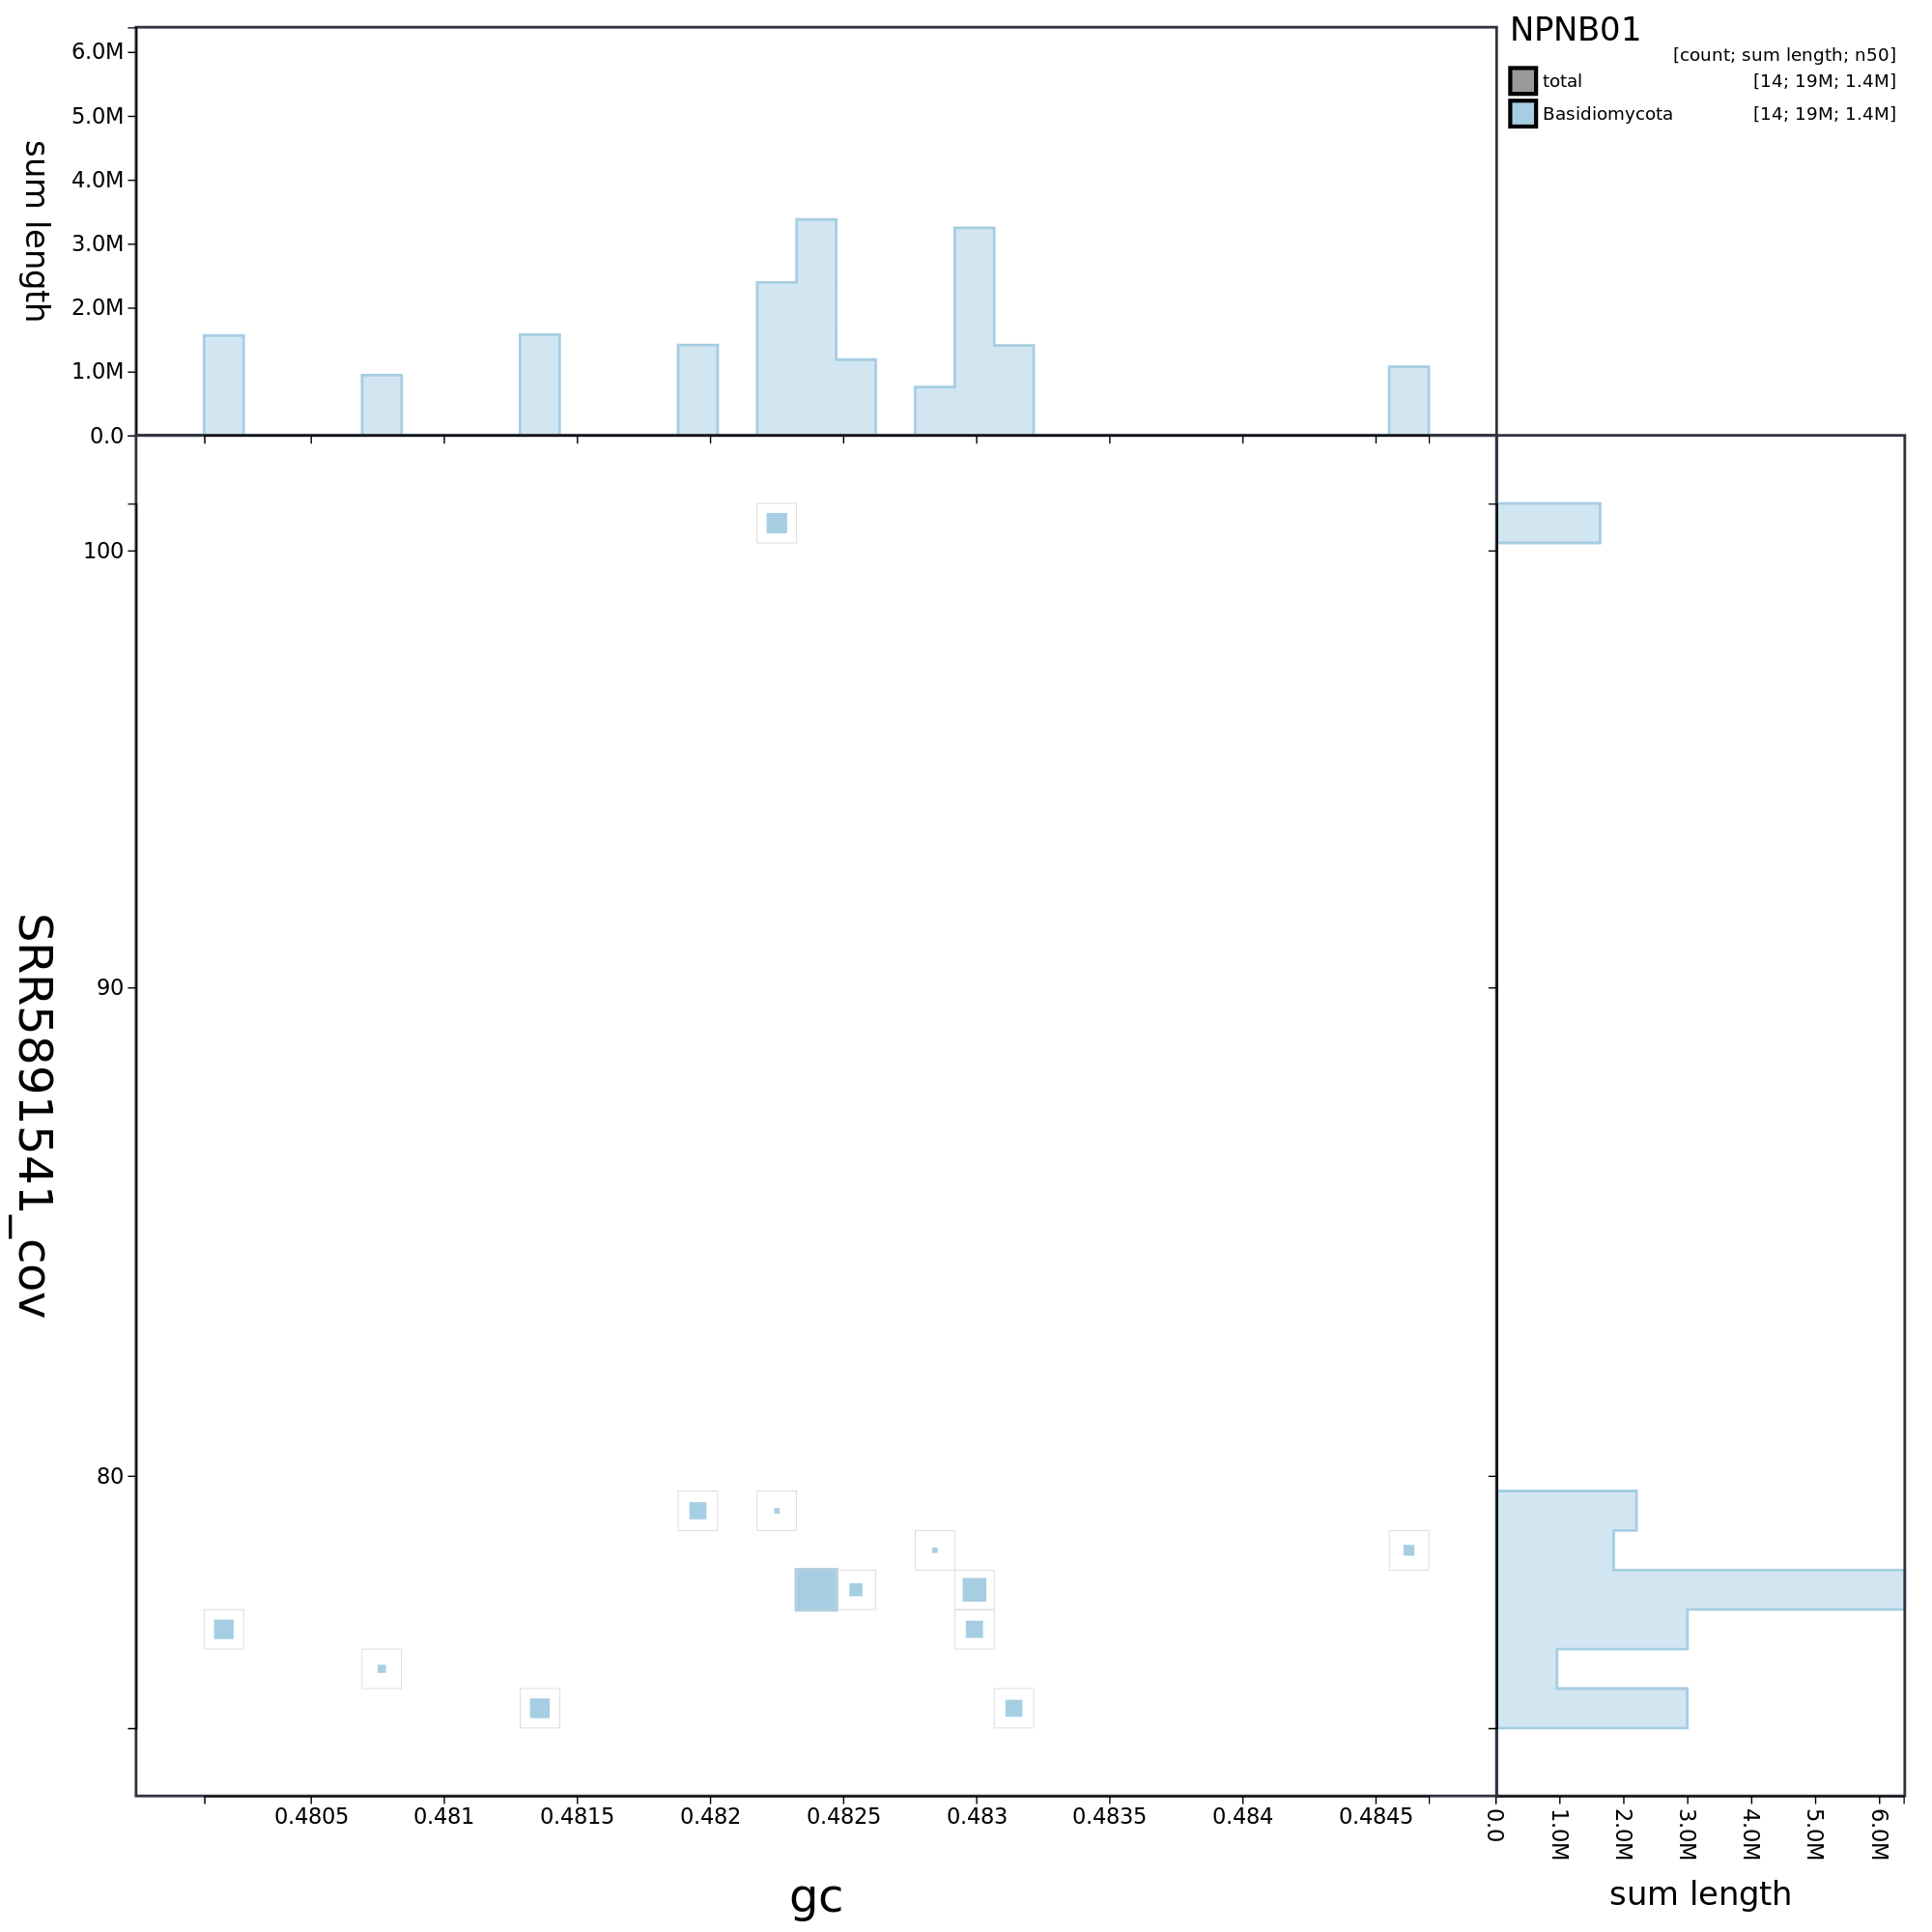 NPNB01
[count; sum length; n50]
total [14; 19M; 1.4M]
Basidiomycota [14; 19M; 1.4M]
sum length
6.0M
5.0M
4.0M
3.0M
2.0M
1.0M
0.0
SRR5891541_cov
100
90
80
0.4805 0.481 0.4815 0.482 0.4825 0.483 0.4835 0.484 0.4845
gc
0.0 1.0M 2.0M 3.0M 4.0M 5.0M 6.0M
sum length